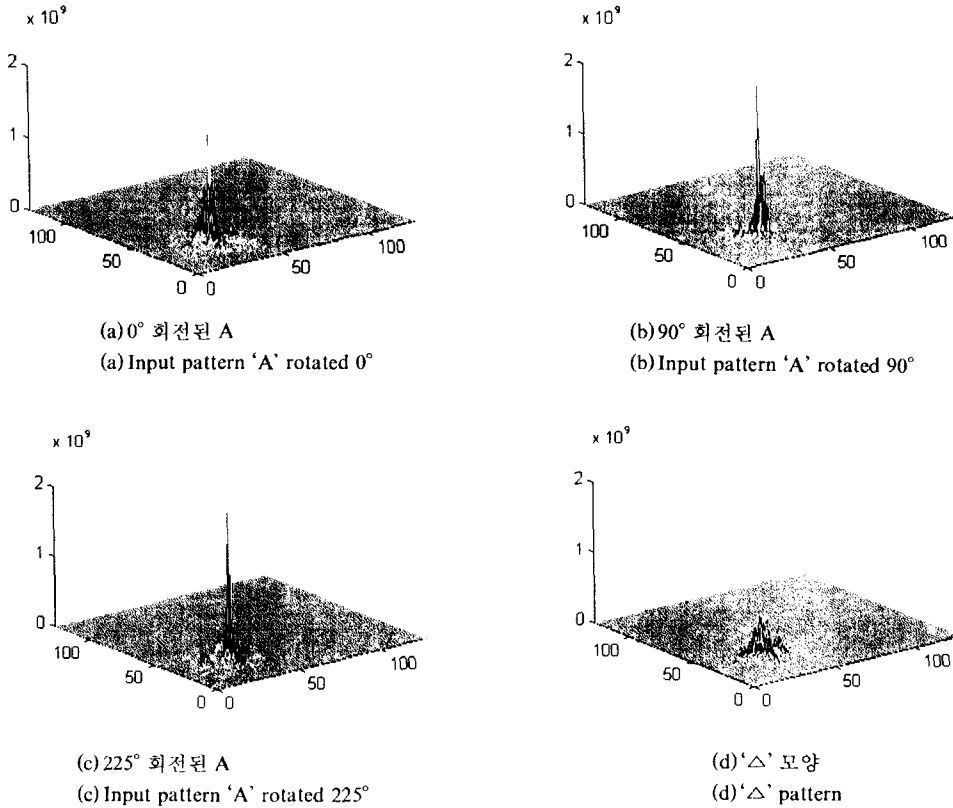 x 10⁹
2
1
0
100
50
0 0
50
100
(a) 0° 회전된 A
(a) Input pattern ‘A’ rotated 0°
x 10⁹
2
1
0
100
50
0 0
50
100
(b) 90° 회전된 A
(b) Input pattern ‘A’ rotated 90°
x 10⁹
2
1
0
100
50
0 0
50
100
(c) 225° 회전된 A
(c) Input pattern ‘A’ rotated 225°
x 10⁹
2
1
0
100
50
0 0
50
100
(d) ‘△’ 모양
(d) ‘△’ pattern